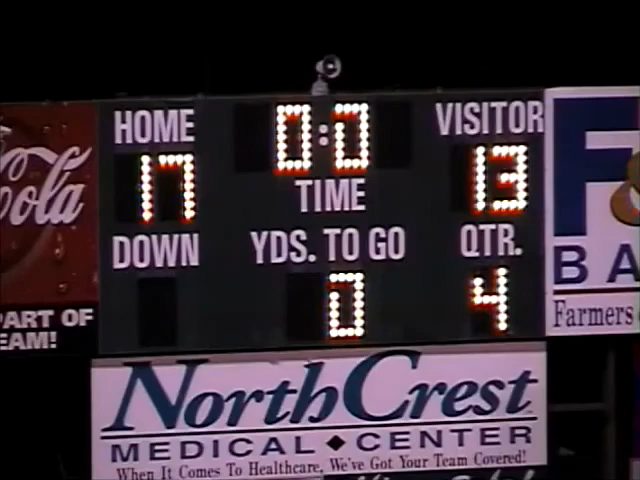 HOME 0:0 VISITOR
17 TIME 13
DOWN YDS. TO GO QTR.
0 4
Cola
PART OF
TEAM!
F&
BA
Farmers
NorthCrest
MEDICAL CENTER
When It Comes To Healthcare, We've Got Your Team Covered!